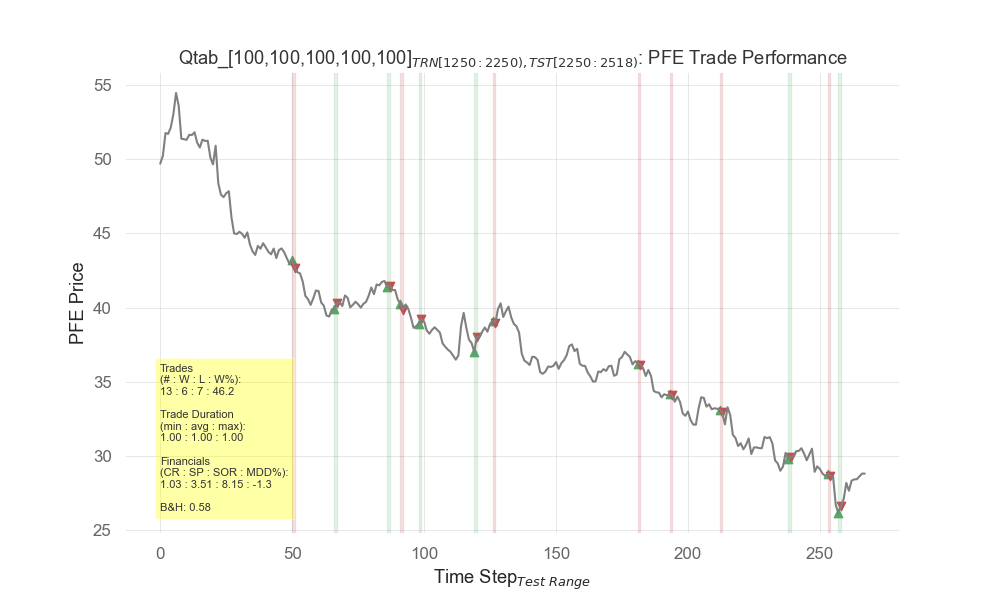 Qtab_[100,100,100,100,100]TRN[1250:2250),TST[2250:2518): PFE Trade Performance
55
50
45
40
35
30
25
PFE Price
Trades
(# : W : L : W%):
13 : 6 : 7 : 46.2
Trade Duration
(min : avg : max):
1.00 : 1.00 : 1.00
Financials
(CR : SP : SOR : MDD%):
1.03 : 3.51 : 8.15 : -1.3
B&H: 0.58
0 50 100 150 200 250
Time StepTest Range